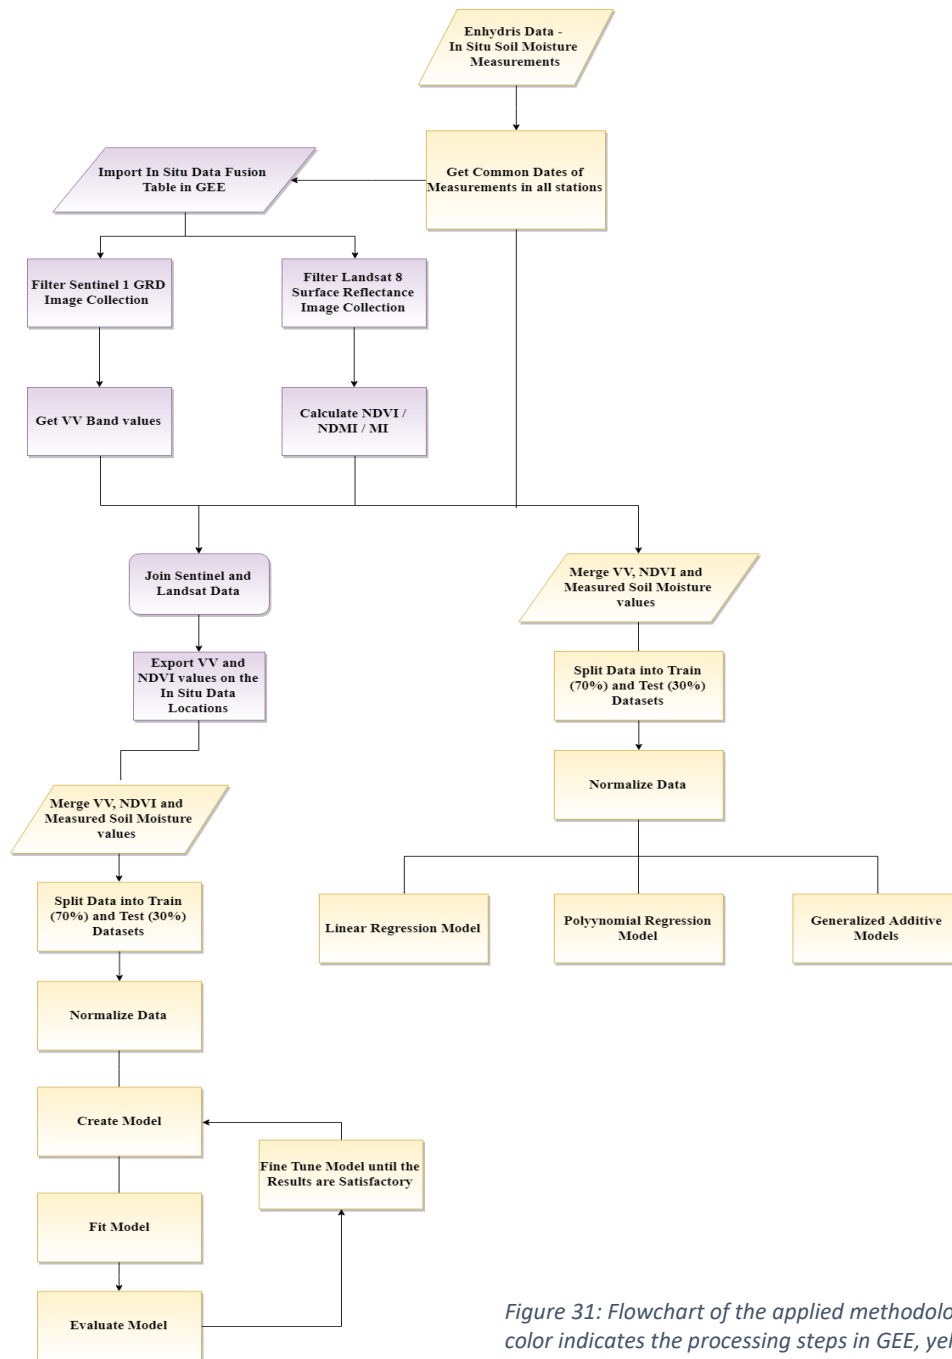 Enhydris Data -
In Situ Soil Moisture
Measurements
Get Common Dates of
Measurements in all stations
Import In Situ Data Fusion
Table in GEE
Filter Sentinel 1 GRD
Image Collection
Filter Landsat 8
Surface Reflectance
Image Collection
Get VV Band values
Calculate NDVI /
NDMI / MI
Join Sentinel and
Landsat Data
Merge VV, NDVI and
Measured Soil Moisture
values
Export VV and
NDVI values on the
In Situ Data
Locations
Split Data into Train
(70%) and Test (30%)
Datasets
Normalize Data
Merge VV, NDVI and
Measured Soil Moisture
values
Split Data into Train
(70%) and Test (30%)
Datasets
Linear Regression Model
Polyynomial Regression
Model
Generalized Additive
Models
Normalize Data
Create Model
Fine Tune Model until the
Results are Satisfactory
Fit Model
Evaluate Model
Figure 31: Flowchart of the applied methodolo
color indicates the processing steps in GEE, yel